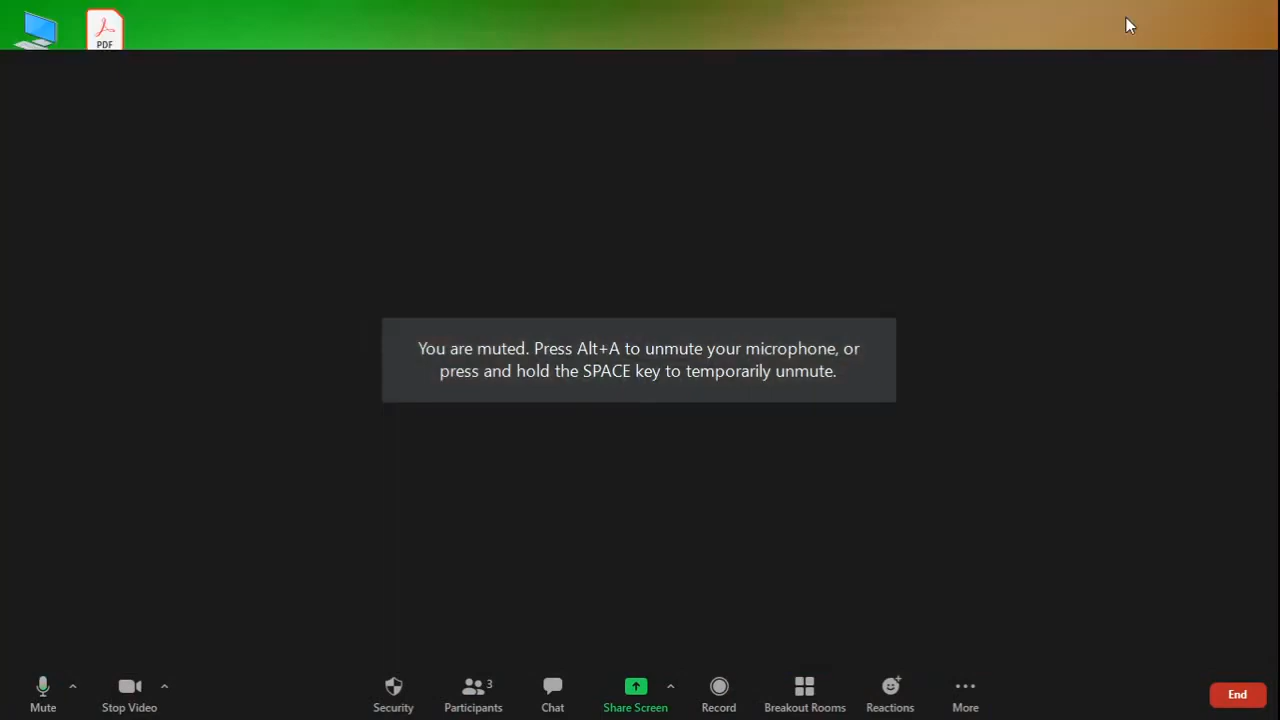 PDF
You are muted. Press Alt+A to unmute your microphone, or
press and hold the SPACE key to temporarily unmute.
3
Mute
Stop Video
Security
Participants
Chat
Share Screen
Record
Breakout Rooms
Reactions
More
End